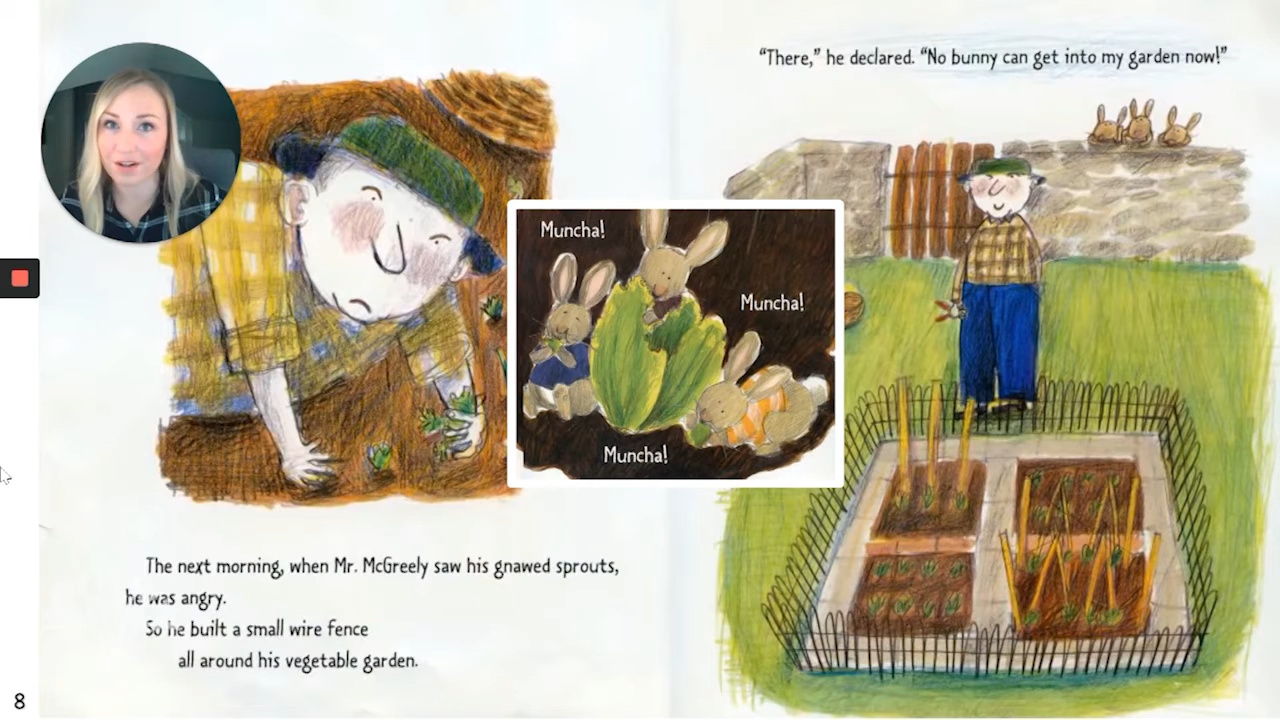 “There,” he declared. “No bunny can get into my garden now!”
Muncha!
Muncha!
Muncha!
The next morning, when Mr. McGreely saw his gnawed sprouts,
he was angry.
So he built a small wire fence
all around his vegetable garden.
8